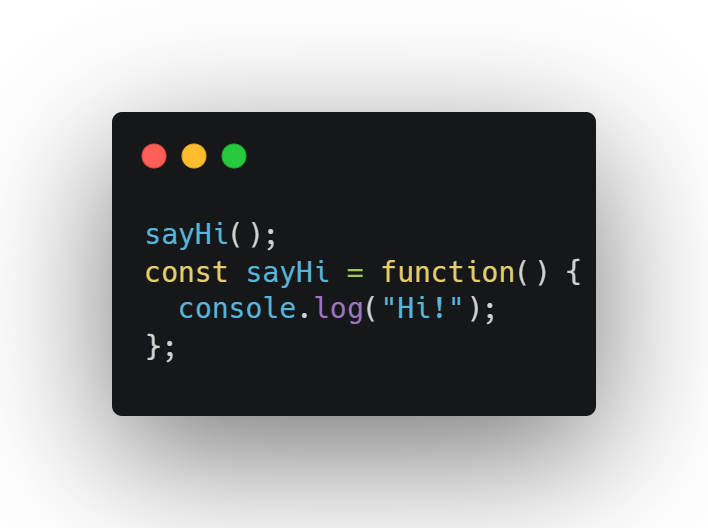 sayHi();
const sayHi = function() {
  console.log("Hi!");
};